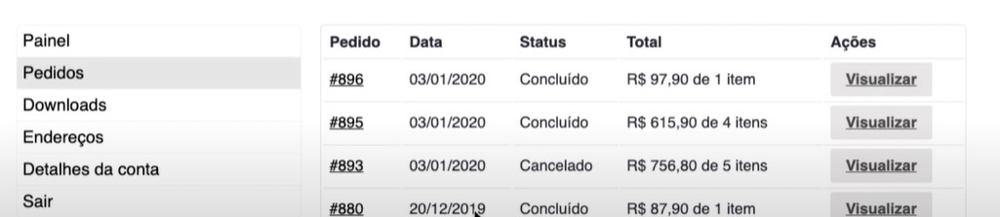 Painel
Pedidos
Downloads
Endereços
Detalhes da conta
Sair
Pedido Data Status Total Ações
#896 03/01/2020 Concluído R$ 97,90 de 1 item Visualizar
#895 03/01/2020 Concluído R$ 615,90 de 4 itens Visualizar
#893 03/01/2020 Cancelado R$ 756,80 de 5 itens Visualizar
#880 20/12/2019 Concluído R$ 87,90 de 1 item Visualizar